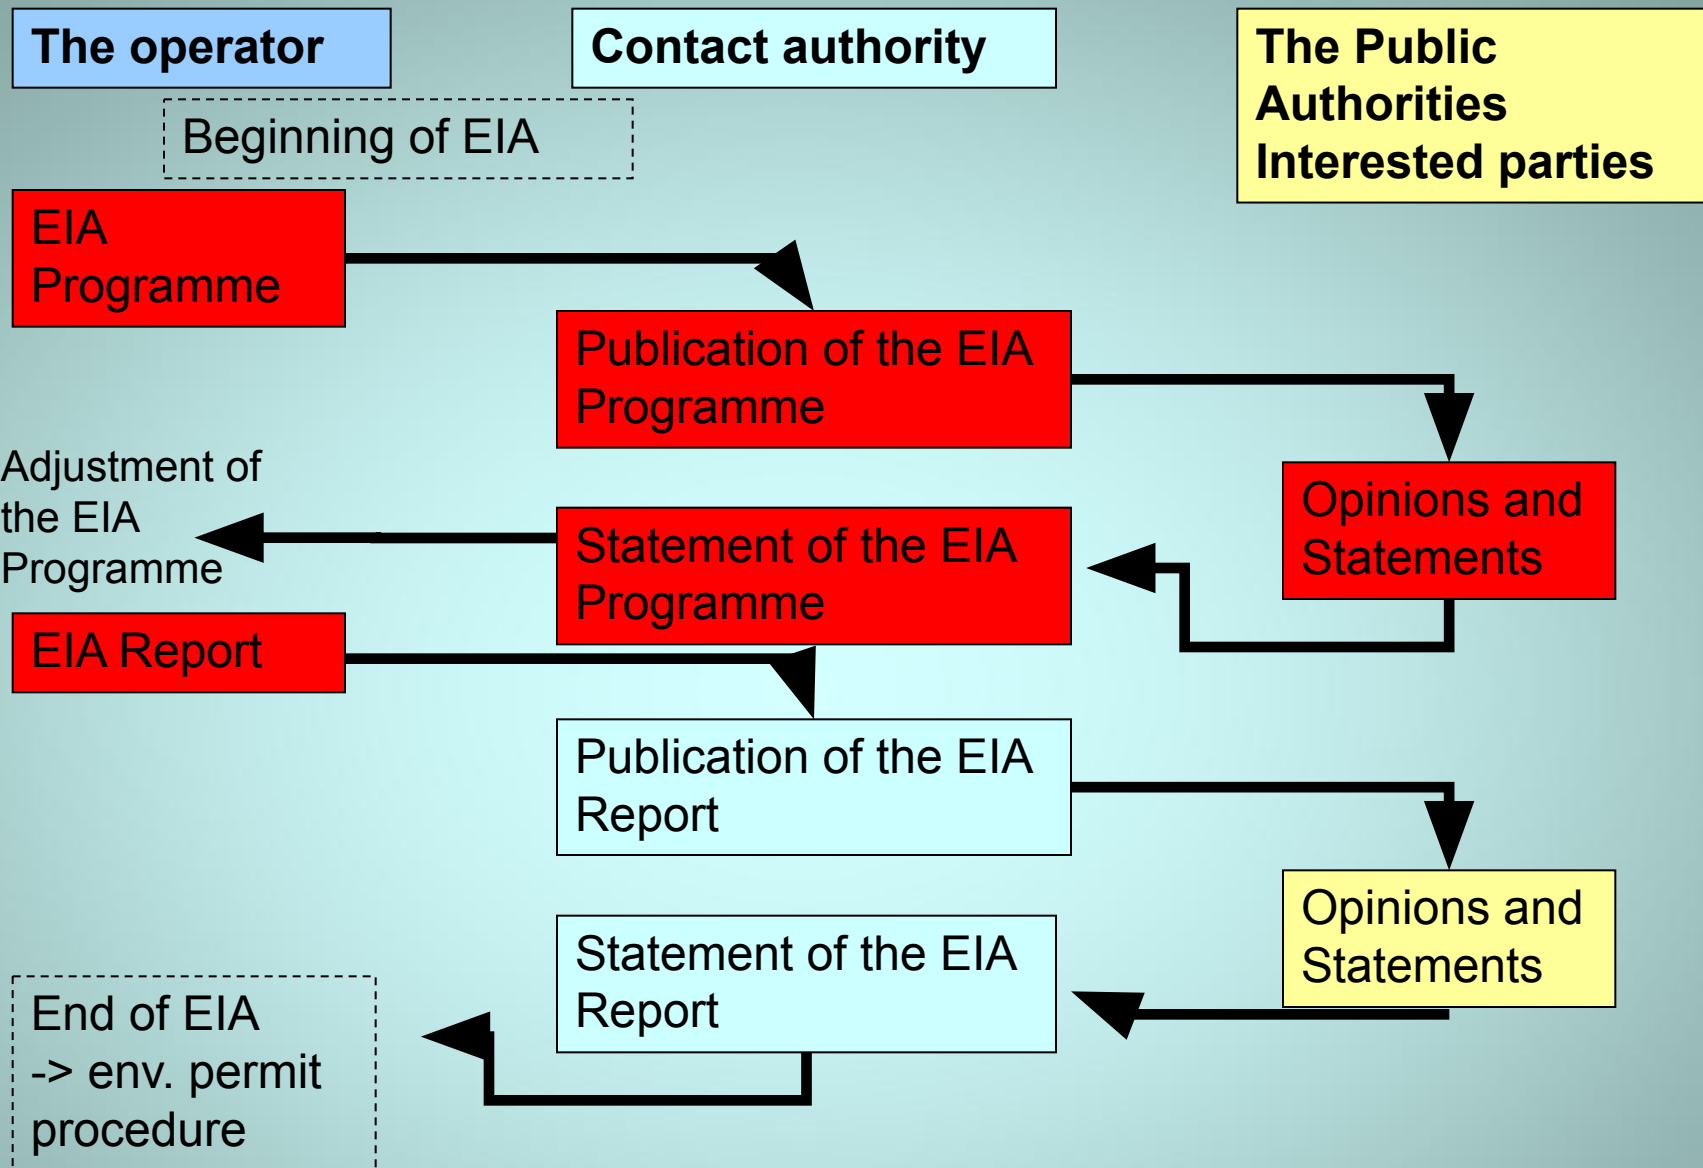 The operator
Contact authority
The Public
Authorities
Interested parties
Beginning of EIA
EIA
Programme
Publication of the EIA
Programme
Opinions and
Statements
Adjustment of
the EIA
Programme
Statement of the EIA
Programme
EIA Report
Publication of the EIA
Report
Opinions and
Statements
Statement of the EIA
Report
End of EIA
-> env. permit
procedure